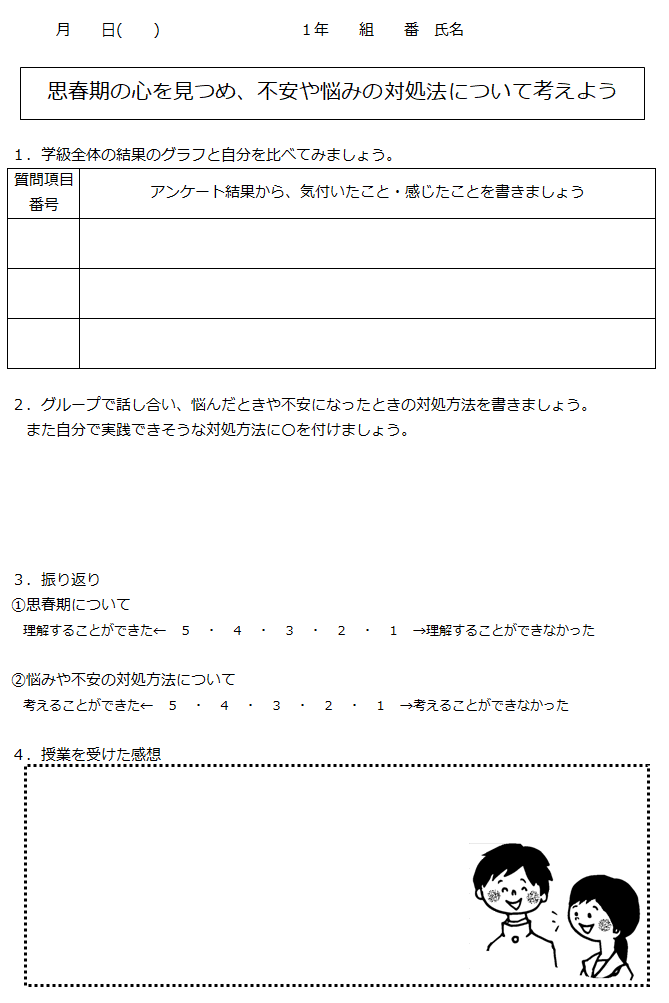 月　　日(　　)　　　　　　　　　　１年　　組　　番　氏名
思春期の心を見つめ、不安や悩みの対処法について考えよう
１．学級全体の結果のグラフと自分を比べてみましょう。
質問項目
番号
アンケート結果から、気付いたこと・感じたことを書きましょう
２．グループで話し合い、悩んだときや不安になったときの対処方法を書きましょう。
また自分で実践できそうな対処方法に〇を付けましょう。
３．振り返り
①思春期について
理解することができた←　５　・　４　・　３　・　２　・　１　→理解することができなかった
②悩みや不安の対処方法について
考えることができた←　５　・　４　・　３　・　２　・　１　→考えることができなかった
４．授業を受けた感想